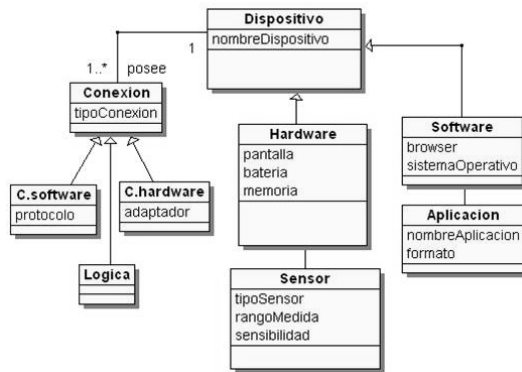 Dispositivo
nombreDispositivo
1
1..* posee
Conexion
tipoConexion
Hardware
pantalla
bateria
memoria
Software
browser
sistemaOperativo
C.software
protocolo
C.hardware
adaptador
Aplicacion
nombreAplicacion
formato
Logica
Sensor
tipoSensor
rangoMedida
sensibilidad